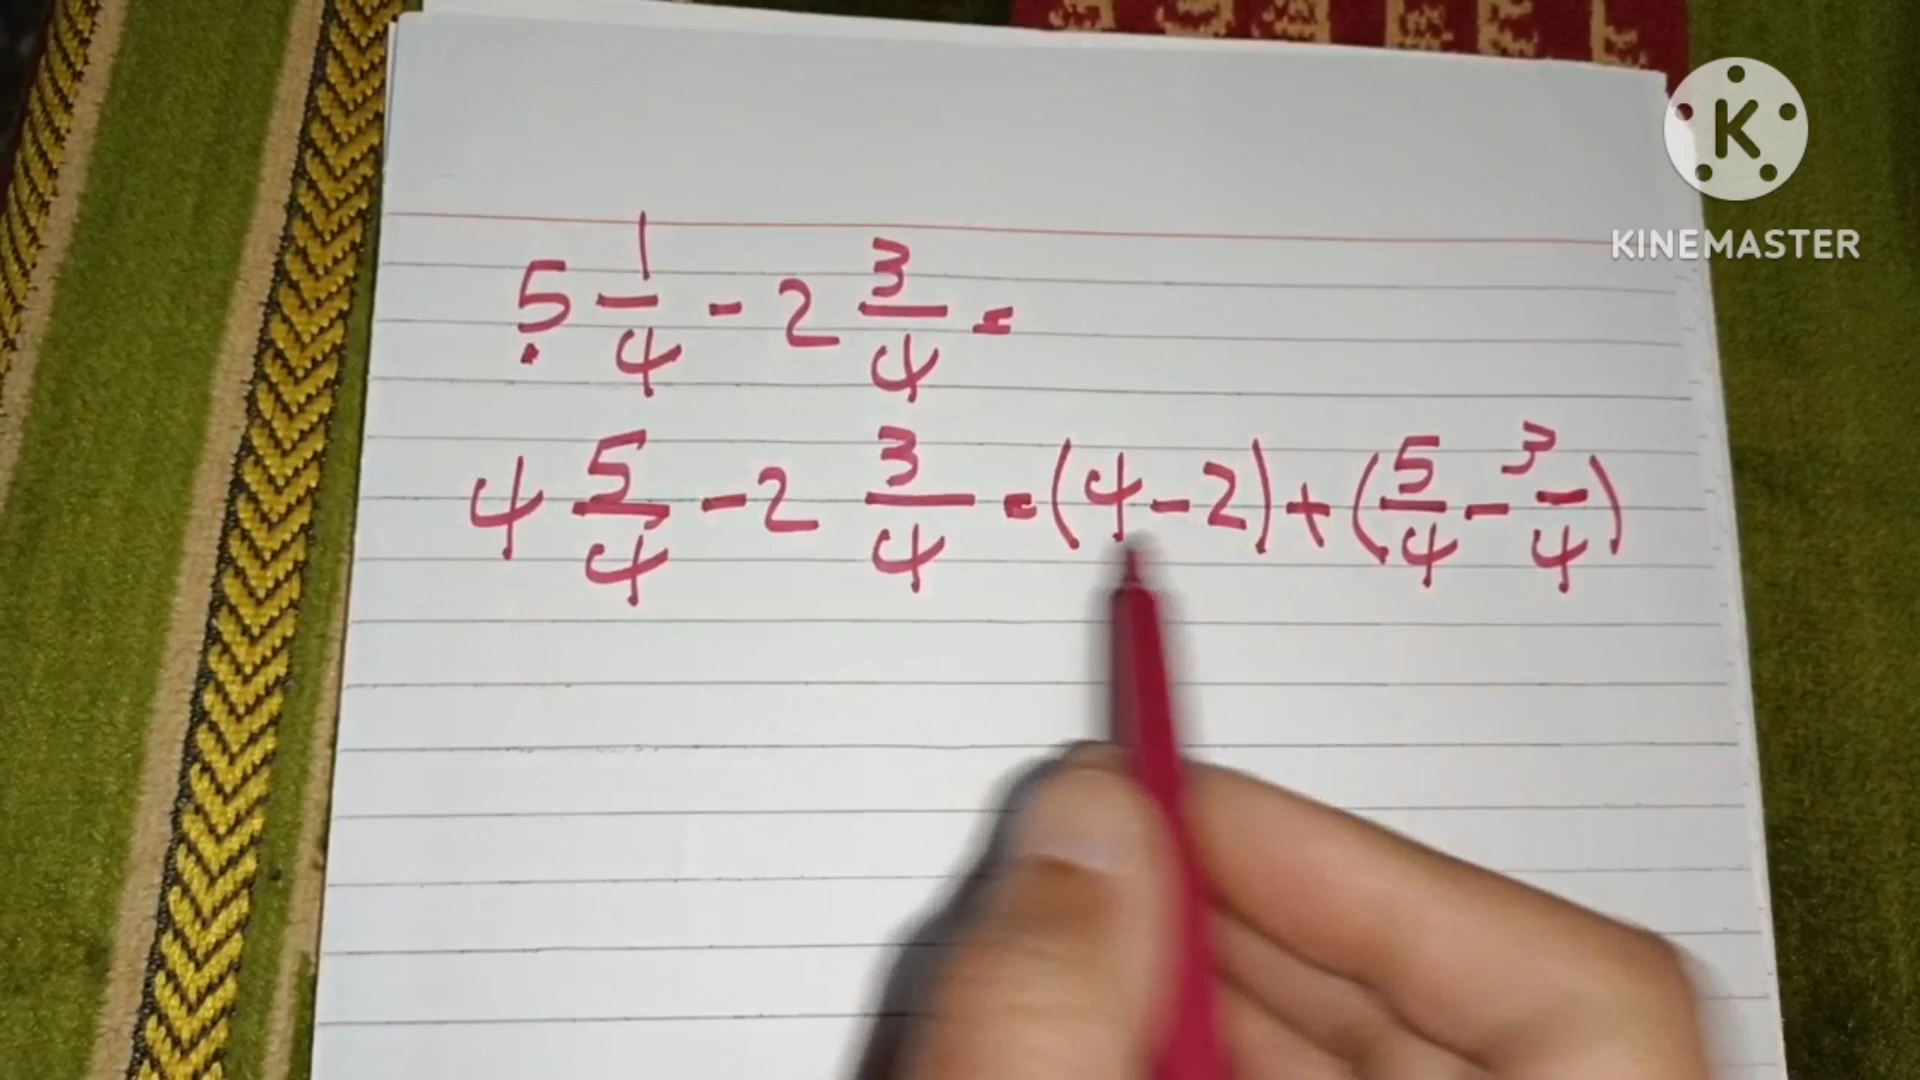 K
KINEMASTER
5 1/4 - 2 3/4 =
4 5/4 - 2 3/4 = (4 - 2) + (5/4 - 3/4)